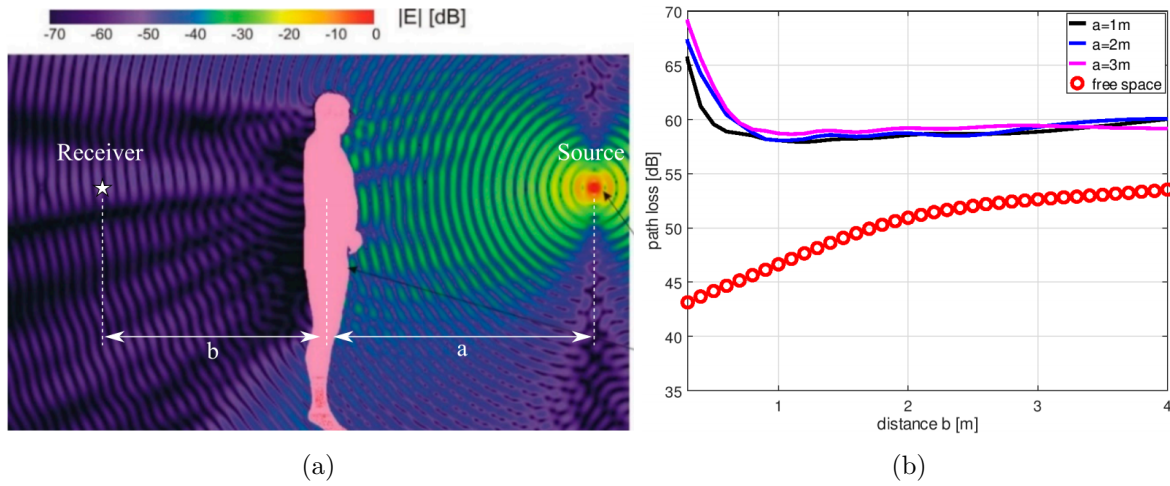 |E| [dB]
-70 -60 -50 -40 -30 -20 -10 0
Receiver
Source
b
a
(a)
70
65
60
55
50
45
40
35
path loss [dB]
1 2 3 4
distance b [m]
a=1m
a=2m
a=3m
free space
(b)